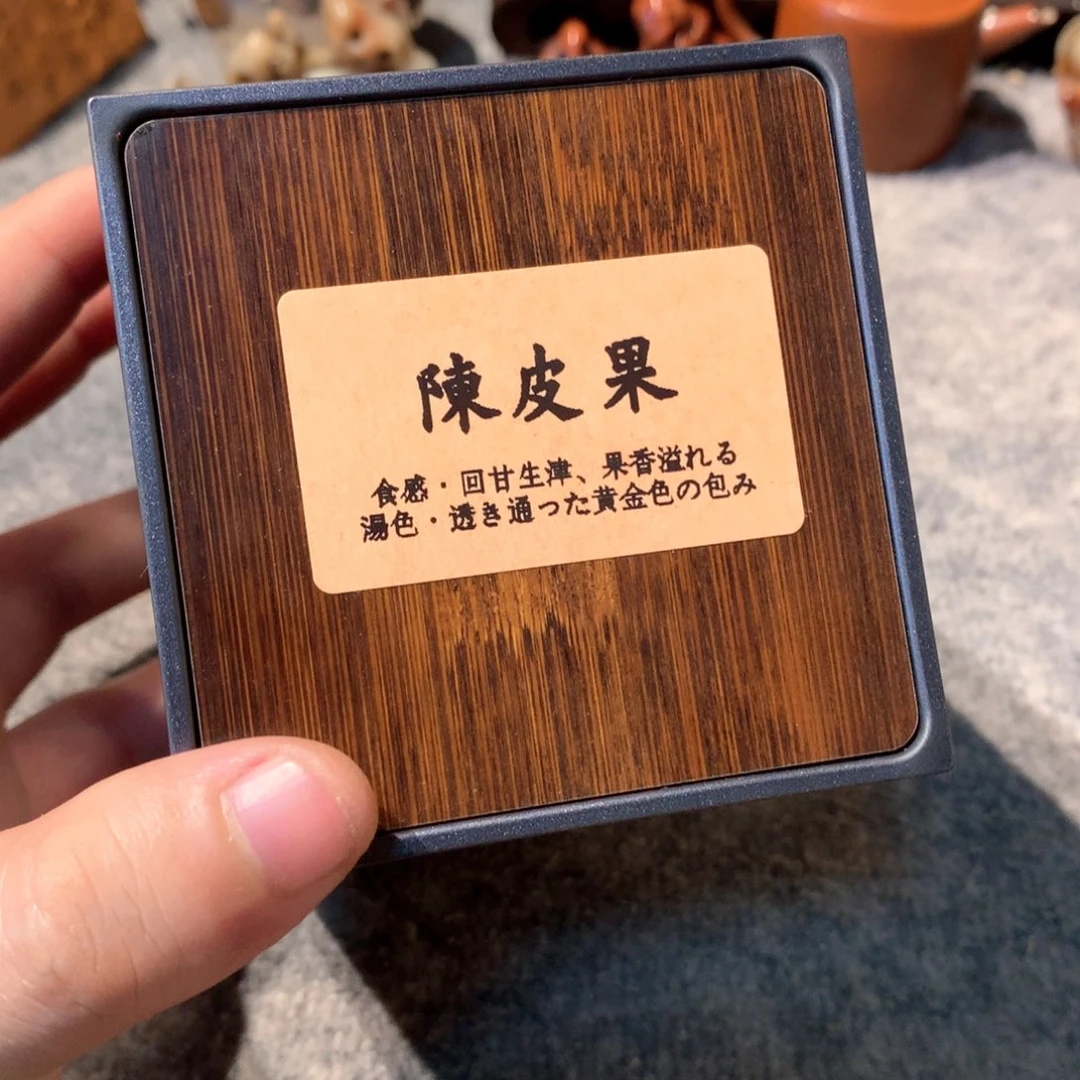 陳皮果
食感・回甘生津、果香溢れる
湯色・透き通った黄金色の包み